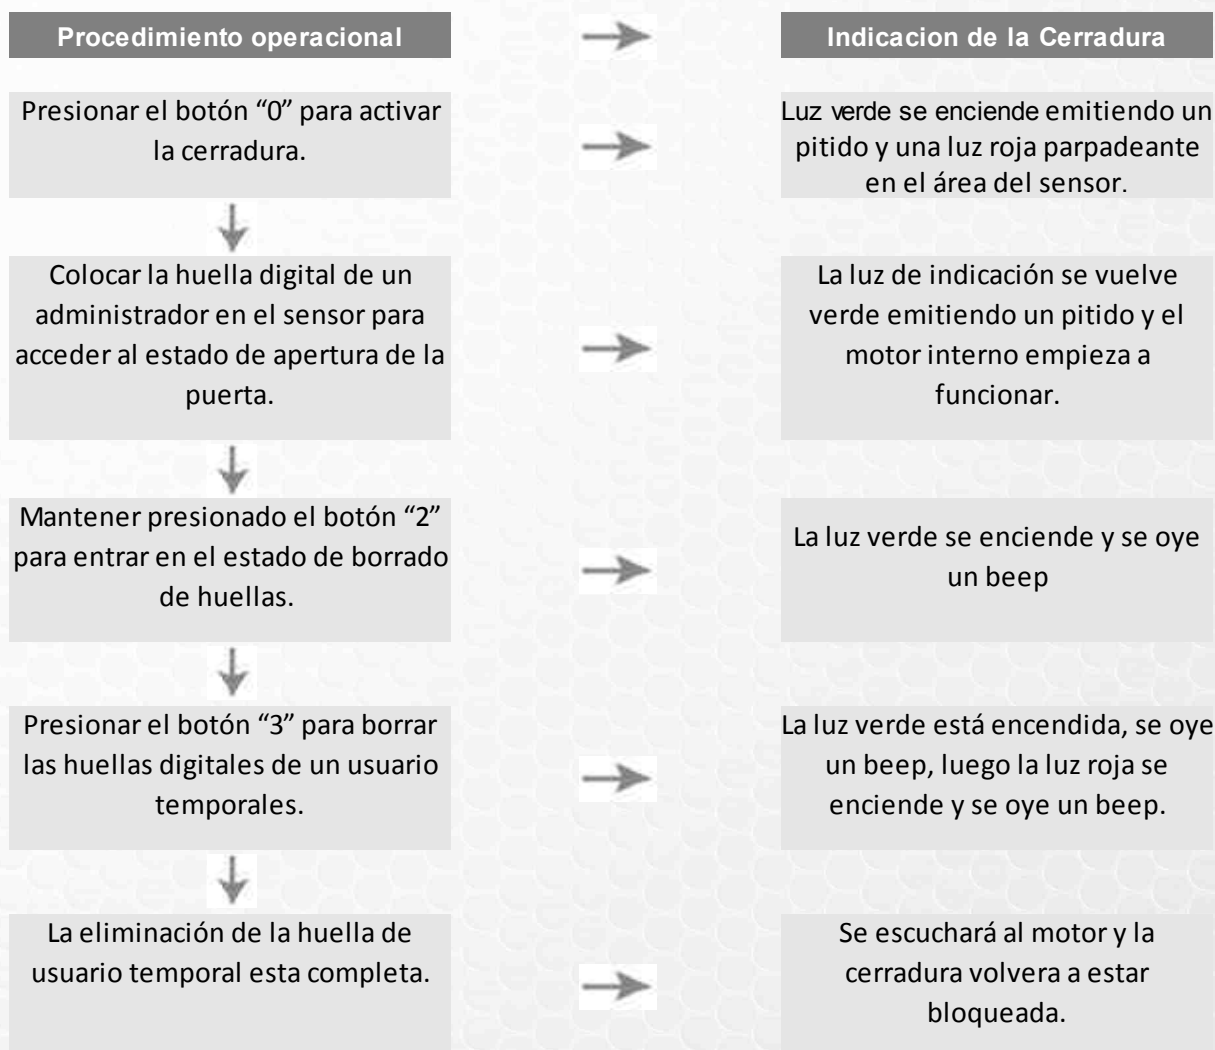 Procedimiento operacional
Indicacion de la Cerradura
Presionar el botón “0” para activar
la cerradura.
Luz verde se enciende emitiendo un
pitido y una luz roja parpadeante
en el área del sensor.
Colocar la huella digital de un
administrador en el sensor para
acceder al estado de apertura de la
puerta.
La luz de indicación se vuelve
verde emitiendo un pitido y el
motor interno empieza a
funcionar.
Mantener presionado el botón “2”
para entrar en el estado de borrado
de huellas.
La luz verde se enciende y se oye
un beep
Presionar el botón “3” para borrar
las huellas digitales de un usuario
temporales.
La luz verde está encendida, se oye
un beep, luego la luz roja se
enciende y se oye un beep.
La eliminación de la huella de
usuario temporal esta completa.
Se escuchará al motor y la
cerradura volvera a estar
bloqueada.